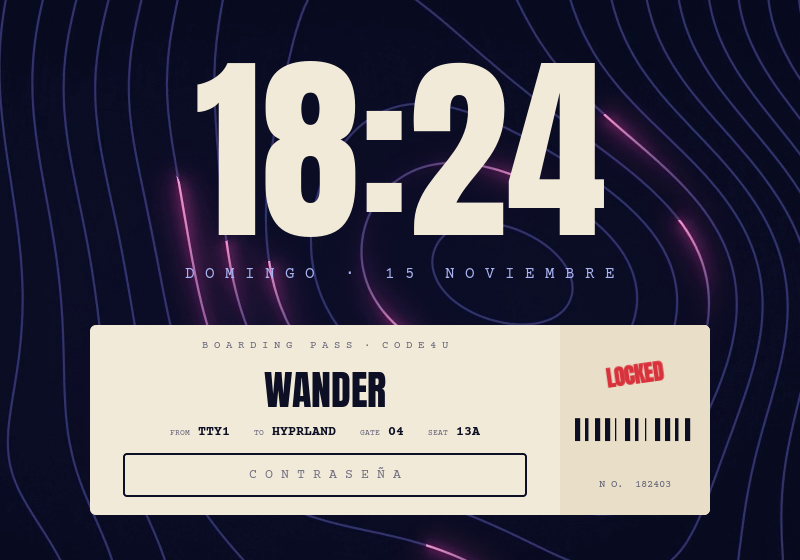 18:24
DOMINGO · 15 NOVIEMBRE
BOARDING PASS · CODE4U
WANDER
FROM TTY1 TO HYPRLAND GATE 04 SEAT 13A
CONTRASEÑA
LOCKED
NO. 182403